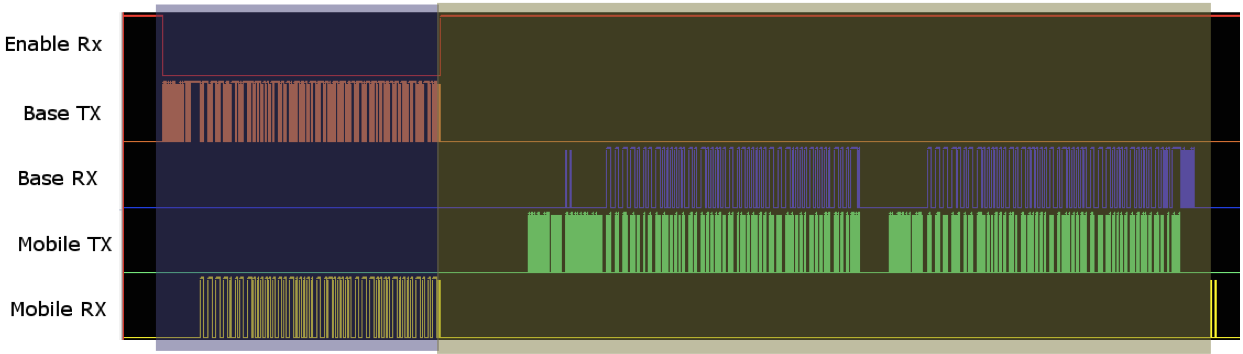 Enable Rx
Base TX
Base RX
Mobile TX
Mobile RX